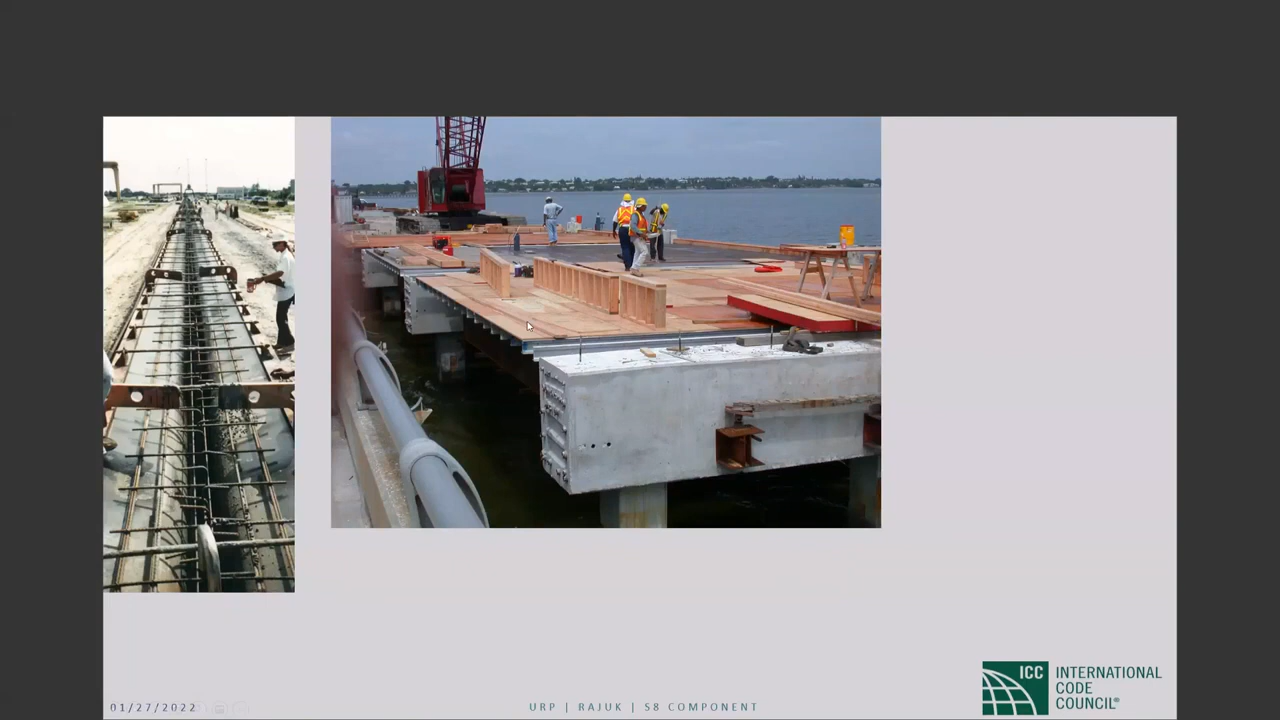 ICC INTERNATIONAL
CODE
COUNCIL®
01/27/2022
URP | RAJUK | S8 COMPONENT